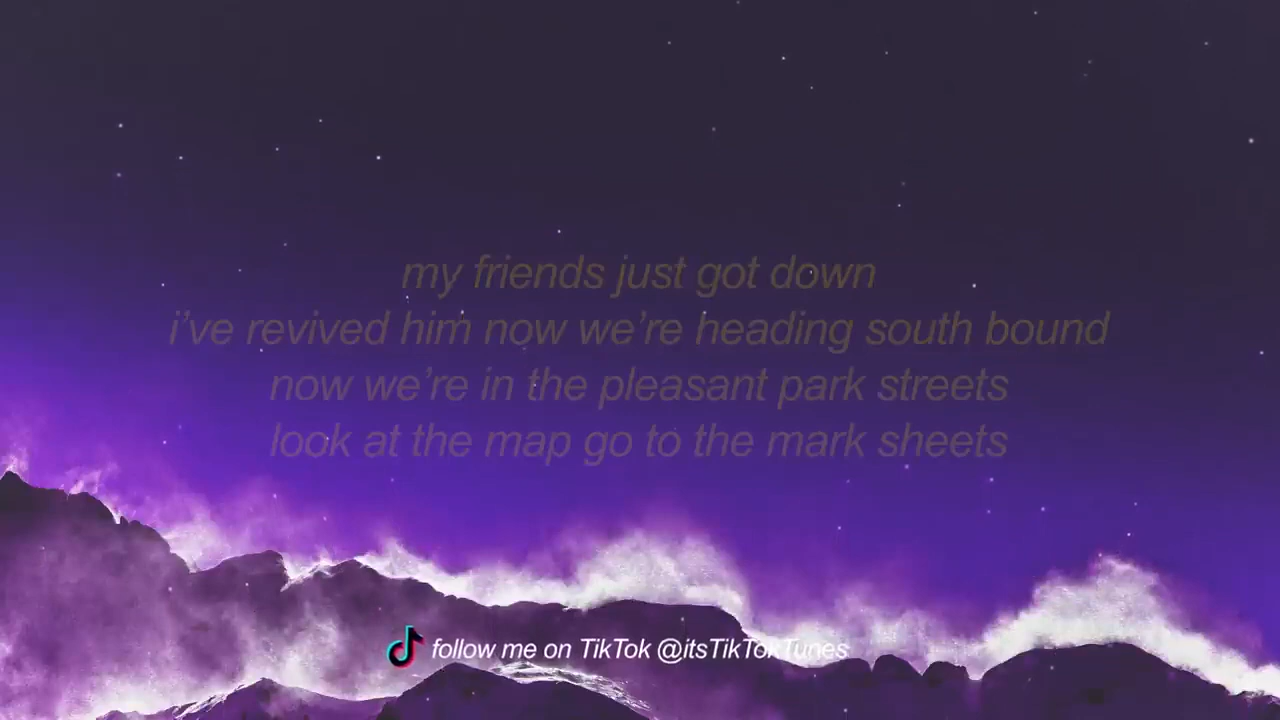 my friends just got down
i’ve revived him now we’re heading south bound
now we’re in the pleasant park streets
look at the map go to the mark sheets
follow me on TikTok @itsTikTokTunes